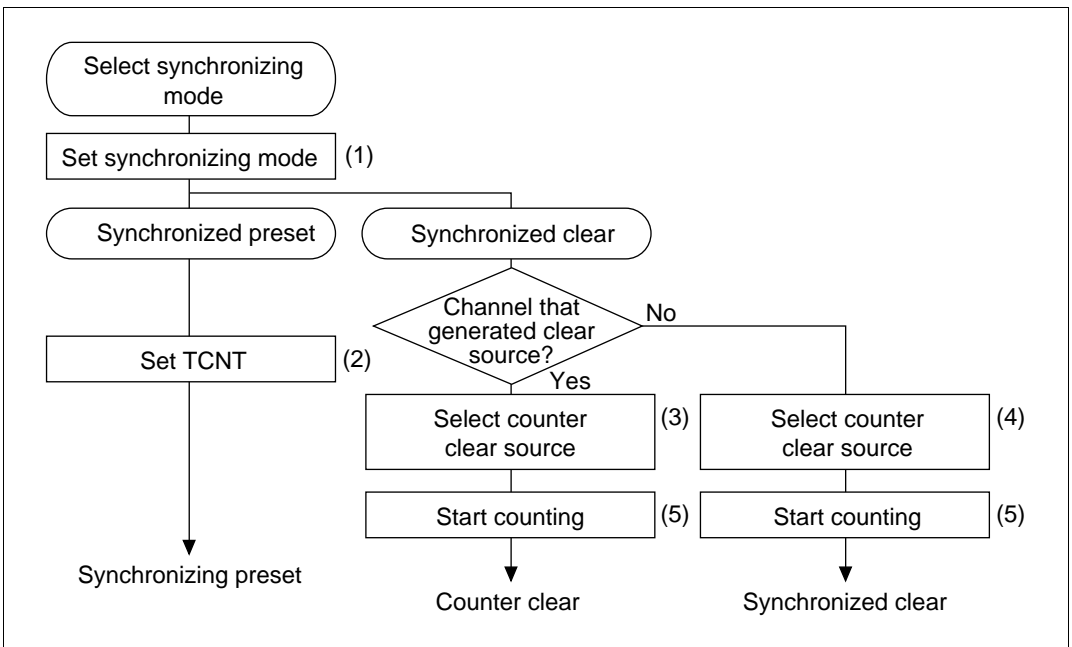 Select synchronizing
mode
Set synchronizing mode (1)
Synchronized preset
Synchronized clear
Channel that
generated clear
source?
No
Yes
Set TCNT (2)
Select counter
clear source
(3)
Select counter
clear source
(4)
Start counting (5)
Start counting (5)
Synchronizing preset
Counter clear
Synchronized clear